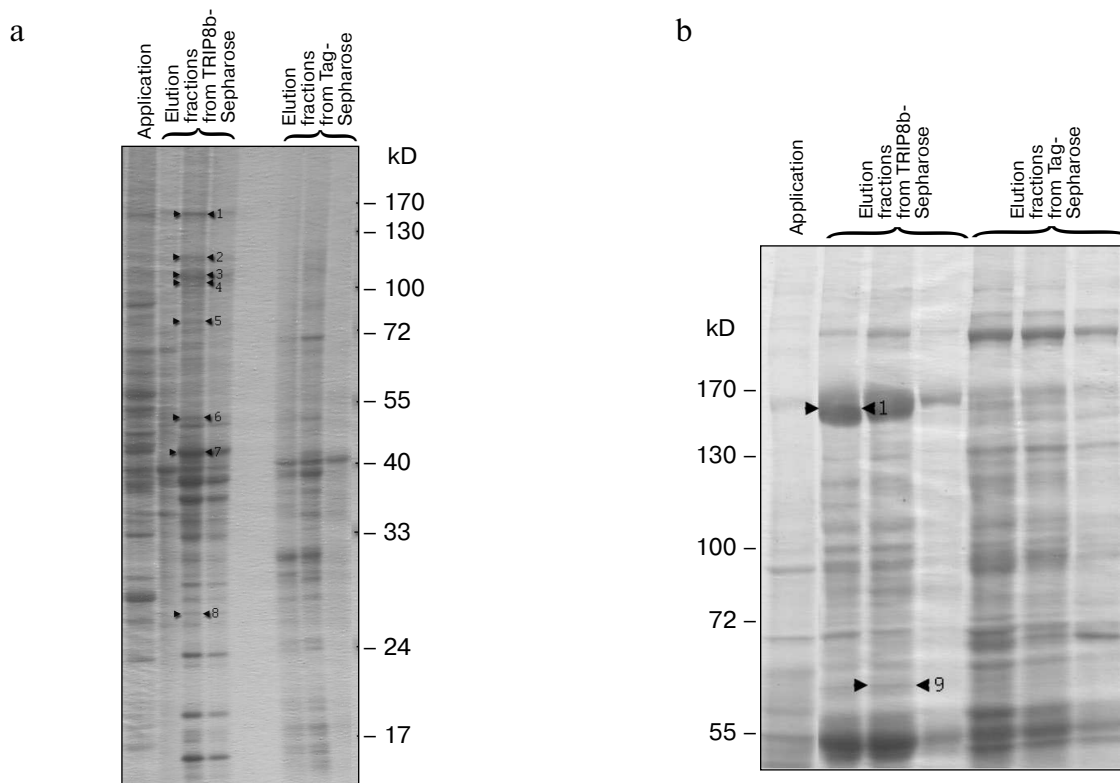 a
Application
Elution
fractions
from TRIP8b-
Sepharose
Elution
fractions
from Tag-
Sepharose
kD
170
130
100
72
55
40
33
24
17
1
2
3
4
5
6
7
8
b
Application
Elution
fractions
from TRIP8b-
Sepharose
Elution
fractions
from Tag-
Sepharose
kD
170 –
130 –
100 –
72 –
55 –
1
9